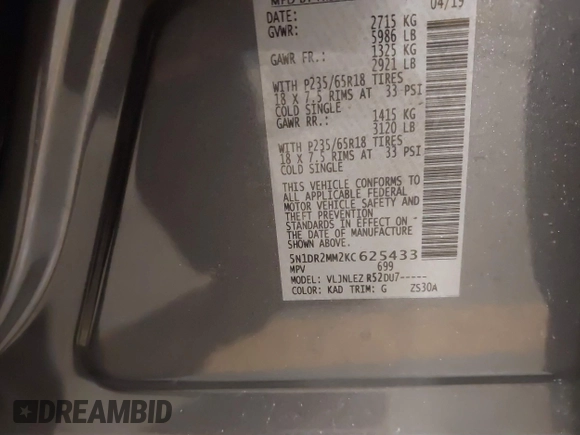 MFD BY
DATE: 04/19
GVWR: 2715 KG
5986 LB
GAWR FR.: 1325 KG
2921 LB
WITH P235/65R18 TIRES
18 X 7.5 RIMS AT 33 PSI
COLD SINGLE
GAWR RR.: 1415 KG
3120 LB
WITH P235/65R18 TIRES
18 X 7.5 RIMS AT 33 PSI
COLD SINGLE
THIS VEHICLE CONFORMS TO
ALL APPLICABLE FEDERAL
MOTOR VEHICLE SAFETY AND
THEFT PREVENTION
STANDARDS IN EFFECT ON
THE DATE OF MANUFACTURE
SHOWN ABOVE.
5N1DR2MM2KC625433
MPV 699
MODEL: VLJNLEZ R52DU7-----
COLOR: KAD TRIM: G ZS30A
DREAMBID